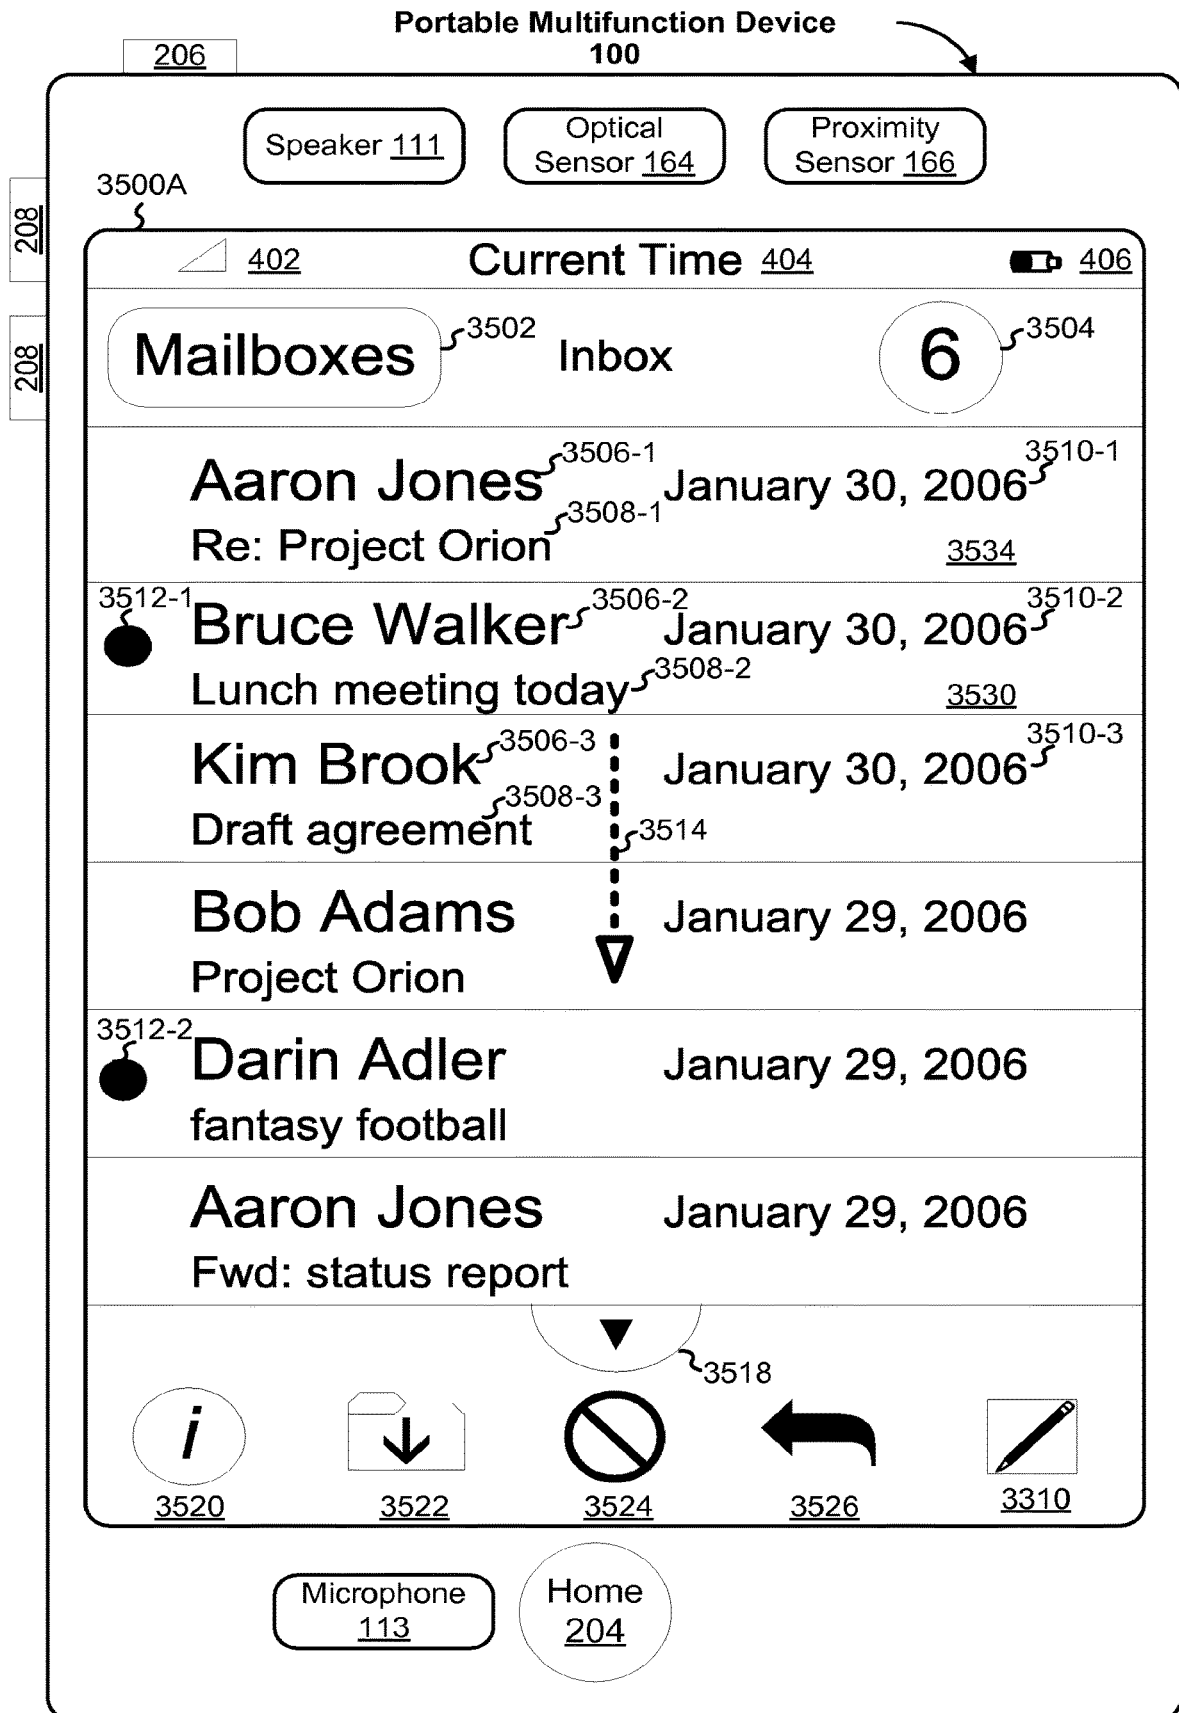 Portable Multifunction Device
100
206
Speaker 111
Optical
Sensor 164
Proximity
Sensor 166
3500A
208
208
402
Current Time 404
406
Mailboxes
3502
Inbox
6
3504
Aaron Jones
3506-1
January 30, 2006
3510-1
Re: Project Orion
3508-1
3534
3512-1
Bruce Walker
3506-2
January 30, 2006
3510-2
Lunch meeting today
3508-2
3530
Kim Brook
3506-3
January 30, 2006
3510-3
Draft agreement
3508-3
3514
Bob Adams
January 29, 2006
Project Orion
3512-2
Darin Adler
January 29, 2006
fantasy football
Aaron Jones
January 29, 2006
Fwd: status report
3518
i
3520
3522
3524
3526
3310
Microphone
113
Home
204